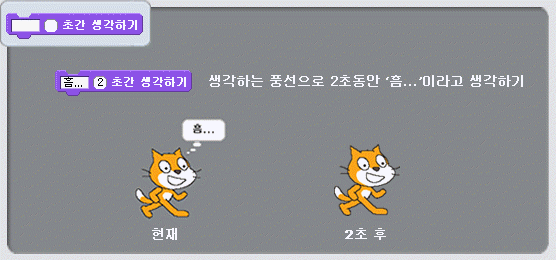 초간 생각하기
흠... 2 초간 생각하기
생각하는 풍선으로 2초동안 ‘흠...’이라고 생각하기
흠...
현재
2초 후